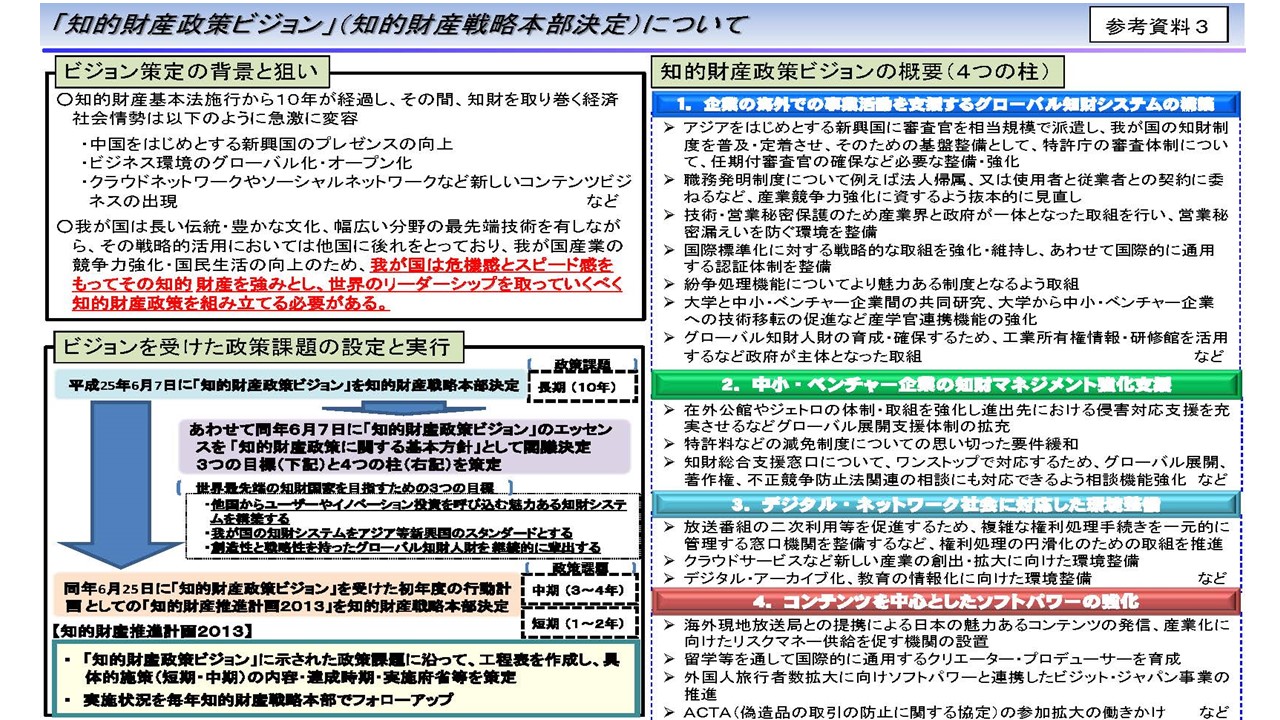 「知的財産政策ビジョン」(知的財産戦略本部決定)について
参考資料3
ビジョン策定の背景と狙い
○知的財産基本法施行から10年が経過し、その間、知財を取り巻く経済
社会情勢は以下のように急激に変容
・中国をはじめとする新興国のプレゼンスの向上
・ビジネス環境のグローバル化・オープン化
・クラウドネットワークやソーシャルネットワークなど新しいコンテンツビジ
ネスの出現 など
○我が国は長い伝統・豊かな文化、幅広い分野の最先端技術を有しなが
ら、その戦略的活用においては他国に後れをとっており、我が国産業の
競争力強化・国民生活の向上のため、我が国は危機感とスピード感を
もってその知的 財産を強みとし、世界のリーダーシップを取っていくべく
知的財産政策を組み立てる必要がある。
ビジョンを受けた政策課題の設定と実行
政策課題
平成25年6月7日に「知的財産政策ビジョン」を知的財産戦略本部決定
長期(10年)
あわせて同年6月7日に「知的財産政策ビジョン」のエッセン
スを「知的財産政策に関する基本方針」として閣議決定
3つの目標(下記)と4つの柱(右記)を策定
世界最先端の知財国家を目指すための3つの目標
・他国からユーザーやイノベーション投資を呼び込む魅力ある知財システ
ムを構築する
・我が国の知財システムをアジア等新興国のスタンダードとする
・創造性と戦略性を持ったグローバル知財人財を継続的に輩出する
政策課題
同年6月25日に「知的財産政策ビジョン」を受けた初年度の行動計
画としての「知的財産推進計画2013」を知的財産戦略本部決定
中期(3~4年)
短期(1~2年)
【知的財産推進計画2013】
▪ 「知的財産政策ビジョン」に示された政策課題に沿って、工程表を作成し、具
体的施策(短期・中期)の内容・達成時期・実施府省等を策定
▪ 実施状況を毎年知的財産戦略本部でフォローアップ
知的財産政策ビジョンの概要(4つの柱)
1. 企業の海外での事業活動を支援するグローバル知財システムの構築
➢ アジアをはじめとする新興国に審査官を相当規模で派遣し、我が国の知財制
度を普及・定着させ、そのための基盤整備として、特許庁の審査体制につい
て、任期付審査官の確保など必要な整備・強化
➢ 職務発明制度について例えば法人帰属、又は使用者と従業者との契約に委
ねるなど、産業競争力強化に資するよう抜本的に見直し
➢ 技術・営業秘密保護のため産業界と政府が一体となった取組を行い、営業秘
密漏えいを防ぐ環境を整備
➢ 国際標準化に対する戦略的な取組を強化・維持し、あわせて国際的に通用
する認証体制を整備
➢ 紛争処理機能についてより魅力ある制度となるよう取組
➢ 大学と中小・ベンチャー企業間の共同研究、大学から中小・ベンチャー企業
への技術移転の促進など産学官連携機能の強化
➢ グローバル知財人財の育成・確保するため、工業所有権情報・研修館を活用
するなど政府が主体となった取組 など
2. 中小・ベンチャー企業の知財マネジメント強化支援
➢ 在外公館やジェトロの体制・取組を強化し進出先における侵害対応支援を充
実させるなどグローバル展開支援体制の拡充
➢ 特許料などの減免制度についての思い切った要件緩和
➢ 知財総合支援窓口について、ワンストップで対応するため、グローバル展開、
著作権、不正競争防止法関連の相談にも対応できるよう相談機能強化 など
3. デジタル・ネットワーク社会に対応した環境整備
➢ 放送番組の二次利用等を促進するため、複雑な権利処理手続きを一元的に
管理する窓口機関を整備するなど、権利処理の円滑化のための取組を推進
➢ クラウドサービスなど新しい産業の創出・拡大に向けた環境整備
➢ デジタル・アーカイブ化、教育の情報化に向けた環境整備 など
4. コンテンツを中心としたソフトパワーの強化
➢ 海外現地放送局との提携による日本の魅力あるコンテンツの発信、産業化に
向けたリスクマネー供給を促す機関の設置
➢ 留学等を通して国際的に通用するクリエーター・プロデューサーを育成
➢ 外国人旅行者数拡大に向けソフトパワーと連携したビジット・ジャパン事業の
推進
➢ ACTA(偽造品の取引の防止に関する協定)の参加拡大の働きかけ など